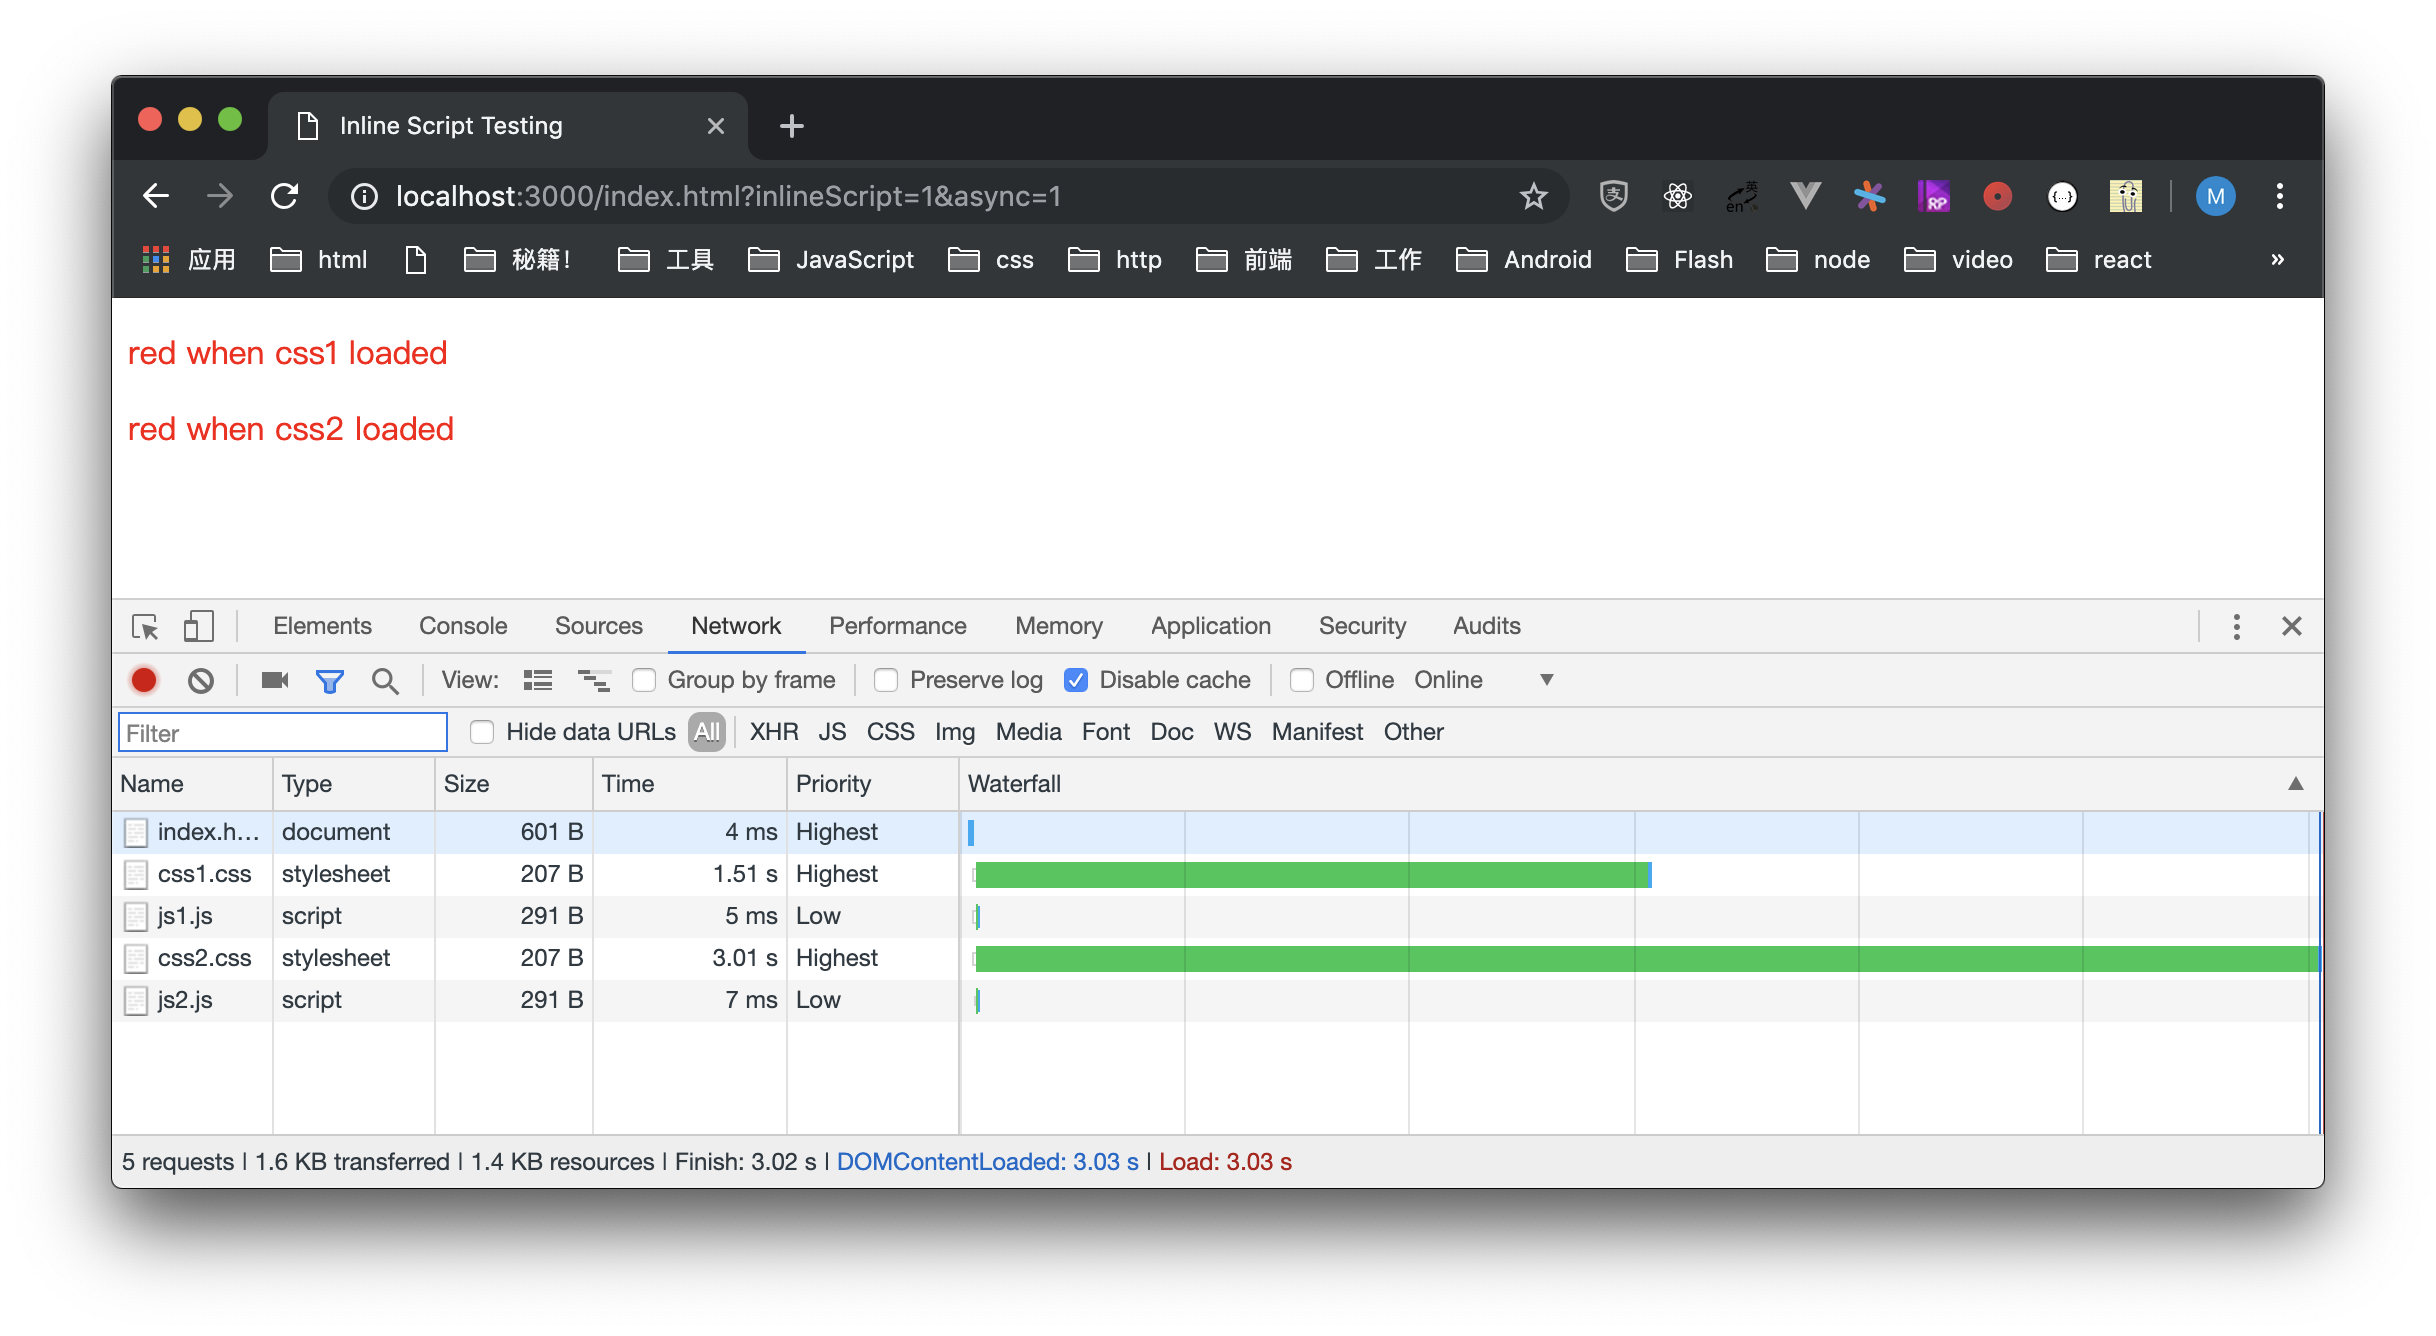 Inline Script Testing
localhost:3000/index.html?inlineScript=1&async=1
英 en
支
RP
{...}
M
应用 html 秘籍! 工具 JavaScript css http 前端 工作 Android Flash node video react »
red when css1 loaded
red when css2 loaded
Elements Console Sources Network Performance Memory Application Security Audits
View: Group by frame Preserve log Disable cache Offline Online
Filter Hide data URLs All XHR JS CSS Img Media Font Doc WS Manifest Other
Name Type Size Time Priority Waterfall
index.h... document 601 B 4 ms Highest
css1.css stylesheet 207 B 1.51 s Highest
js1.js script 291 B 5 ms Low
css2.css stylesheet 207 B 3.01 s Highest
js2.js script 291 B 7 ms Low
5 requests | 1.6 KB transferred | 1.4 KB resources | Finish: 3.02 s | DOMContentLoaded: 3.03 s | Load: 3.03 s